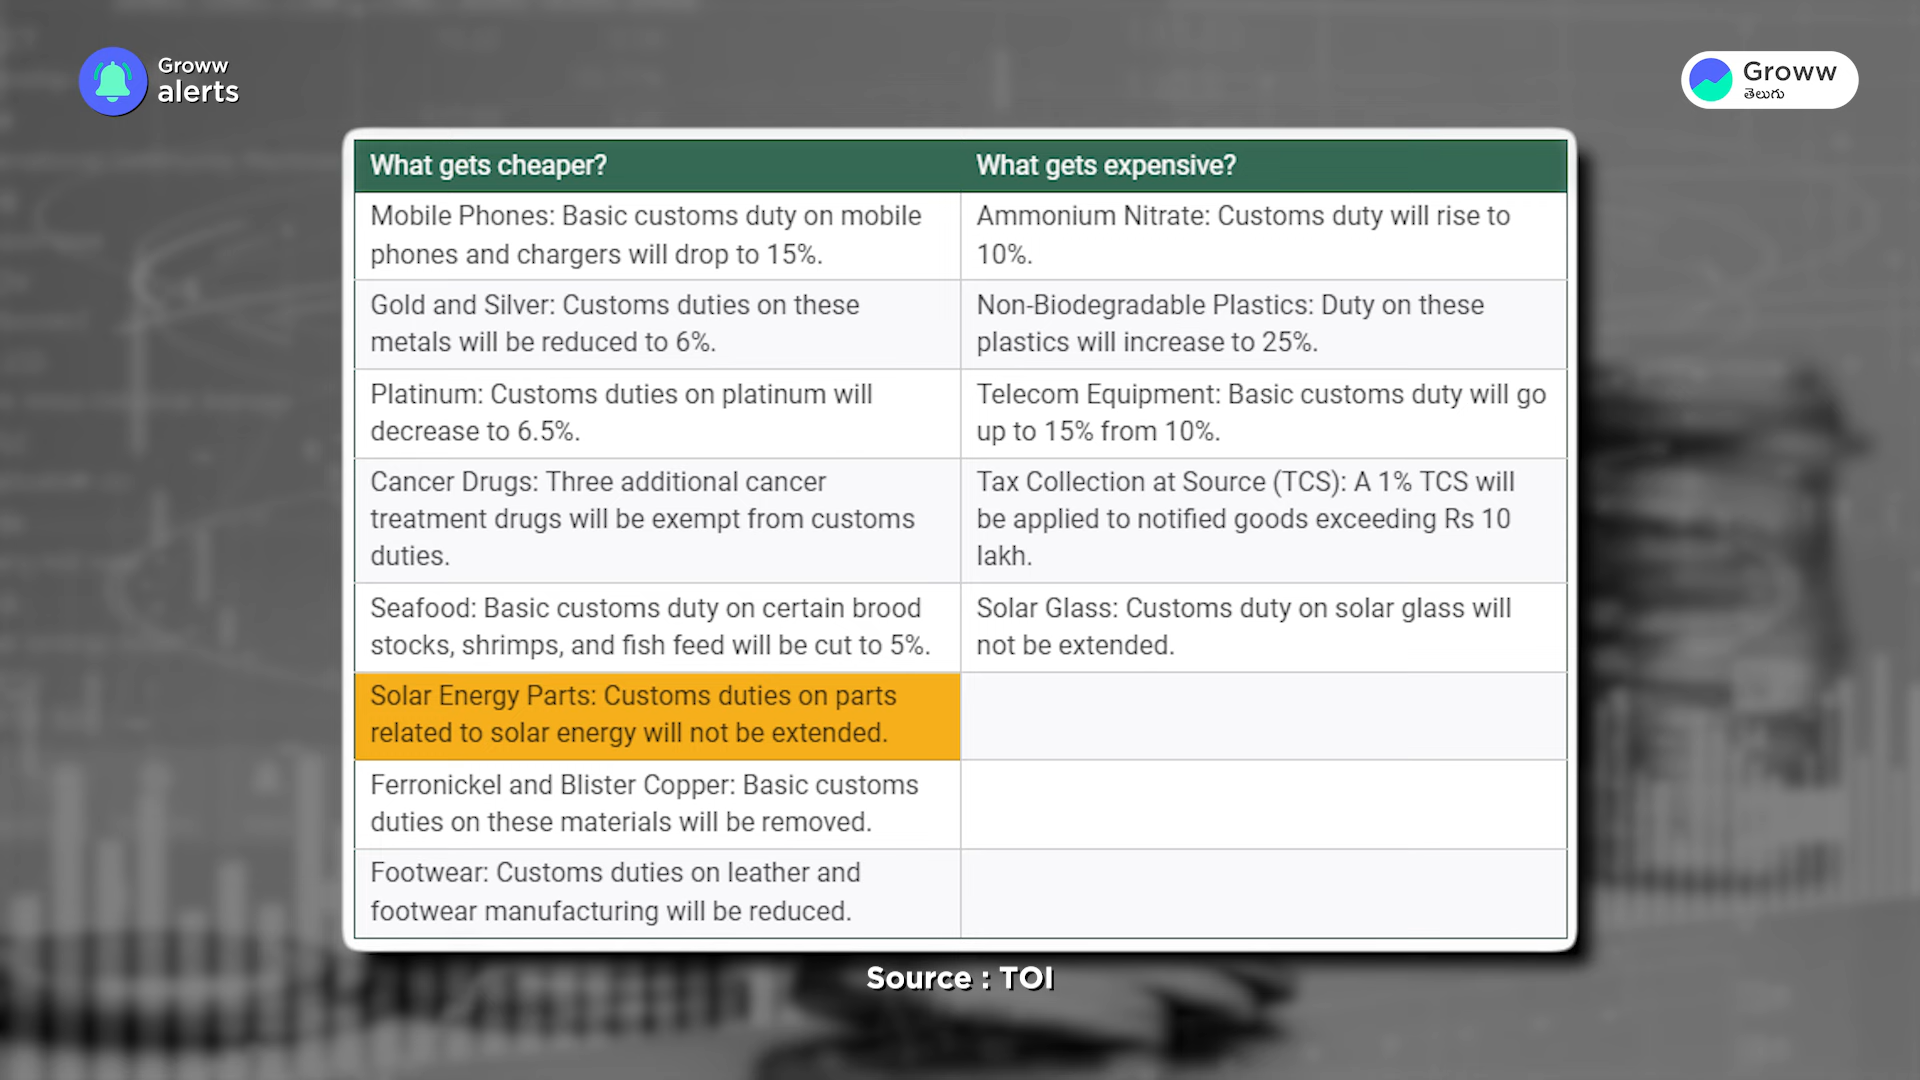 Groww
alerts
Groww
తెలుగు
What gets cheaper?
What gets expensive?
Mobile Phones: Basic customs duty on mobile
phones and chargers will drop to 15%.
Ammonium Nitrate: Customs duty will rise to
10%.
Gold and Silver: Customs duties on these
metals will be reduced to 6%.
Non-Biodegradable Plastics: Duty on these
plastics will increase to 25%.
Platinum: Customs duties on platinum will
decrease to 6.5%.
Telecom Equipment: Basic customs duty will go
up to 15% from 10%.
Cancer Drugs: Three additional cancer
treatment drugs will be exempt from customs
duties.
Tax Collection at Source (TCS): A 1% TCS will
be applied to notified goods exceeding Rs 10
lakh.
Seafood: Basic customs duty on certain brood
stocks, shrimps, and fish feed will be cut to 5%.
Solar Glass: Customs duty on solar glass will
not be extended.
Solar Energy Parts: Customs duties on parts
related to solar energy will not be extended.
Ferronickel and Blister Copper: Basic customs
duties on these materials will be removed.
Footwear: Customs duties on leather and
footwear manufacturing will be reduced.
Source : TOI